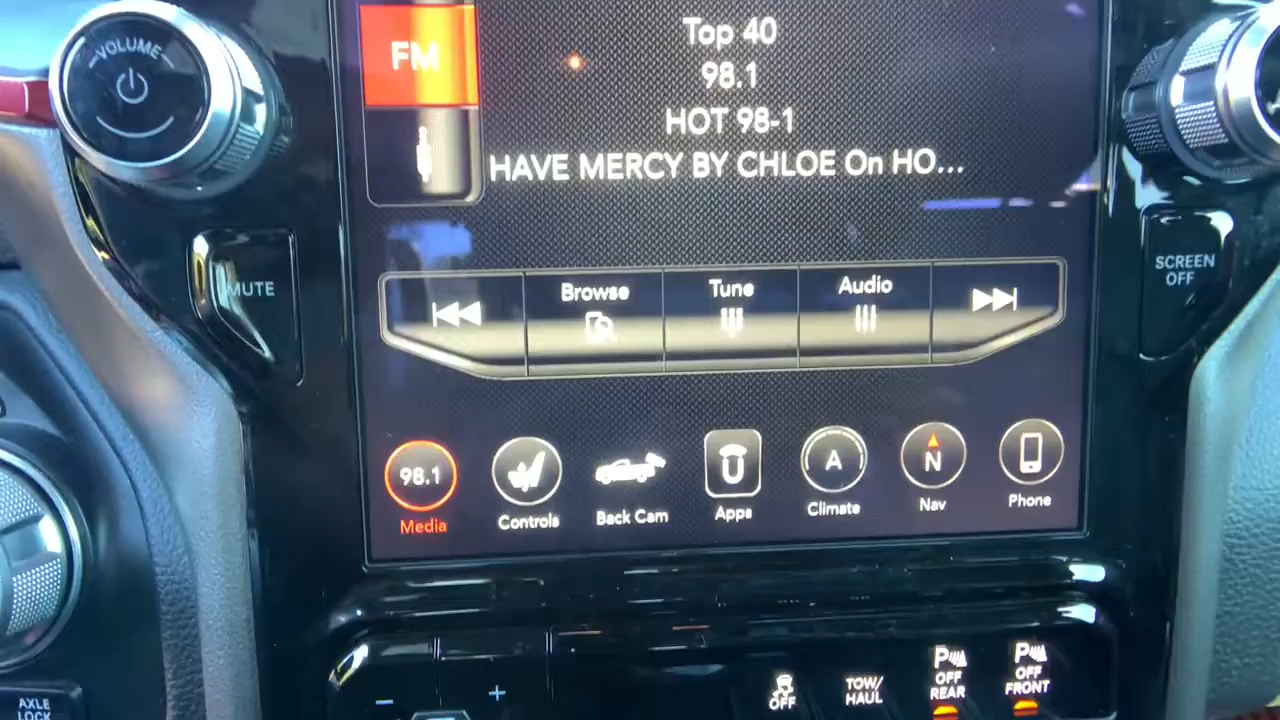 VOLUME
FM
Top 40
98.1
HOT 98-1
HAVE MERCY BY CHLOE On HO...
MUTE
SCREEN
OFF
Browse
Tune
Audio
98.1
A
N
Media
Controls
Back Cam
Apps
Climate
Nav
Phone
AXLE
LOCK
- +
OFF
TOW/
HAUL
P
OFF
REAR
P
OFF
FRONT